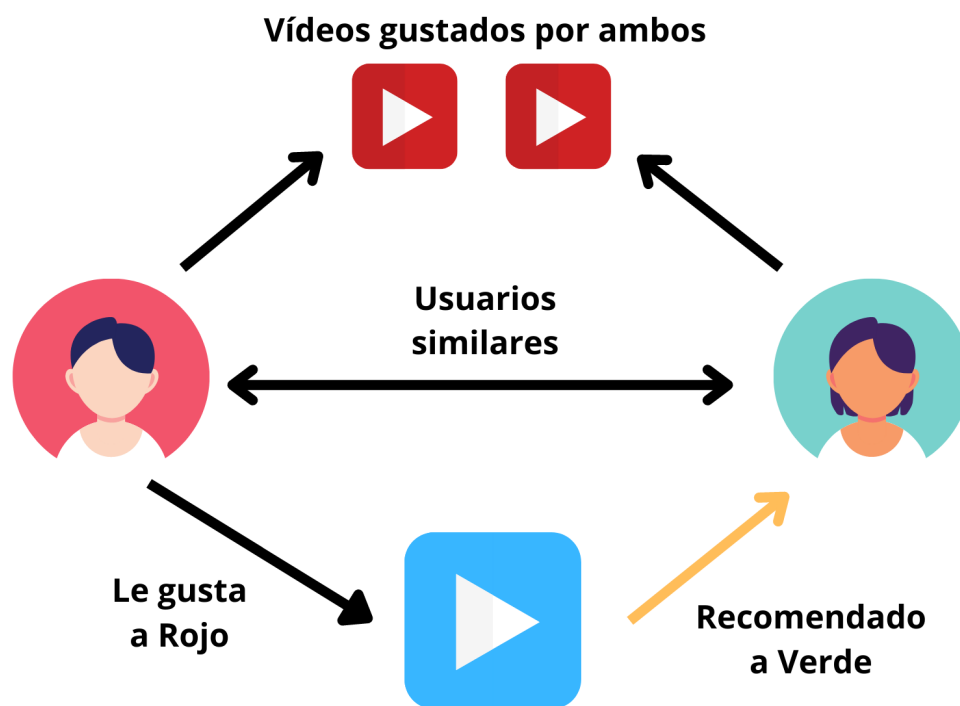 Vídeos gustados por ambos
Usuarios
similares
Le gusta
a Rojo
Recomendado
a Verde